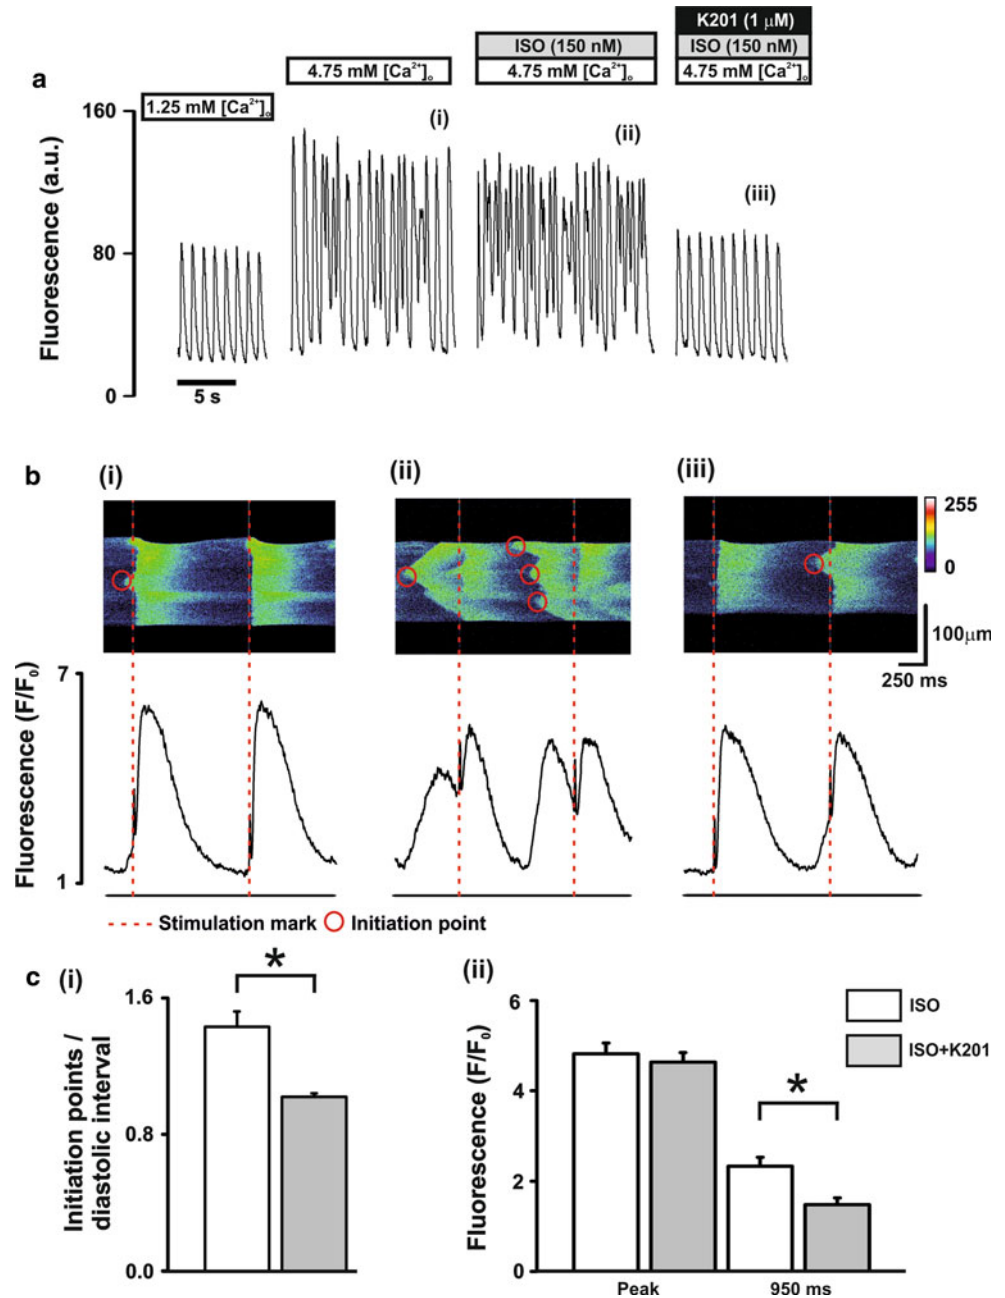 K201 (1 μM)
ISO (150 nM)
ISO (150 nM)
4.75 mM [Ca²⁺]ₒ
4.75 mM [Ca²⁺]ₒ
4.75 mM [Ca²⁺]ₒ
a
1.25 mM [Ca²⁺]ₒ
160
(i)
(ii)
(iii)
Fluorescence (a.u.)
80
0
5 s
b
(i)
(ii)
(iii)
255
0
100μm
250 ms
7
Fluorescence (F/F₀)
1
Stimulation mark
Initiation point
c
(i)
*
1.6
Initiation points /
diastolic interval
0.8
0.0
(ii)
6
ISO
ISO+K201
Fluorescence (F/F₀)
*
4
2
0
Peak
950 ms